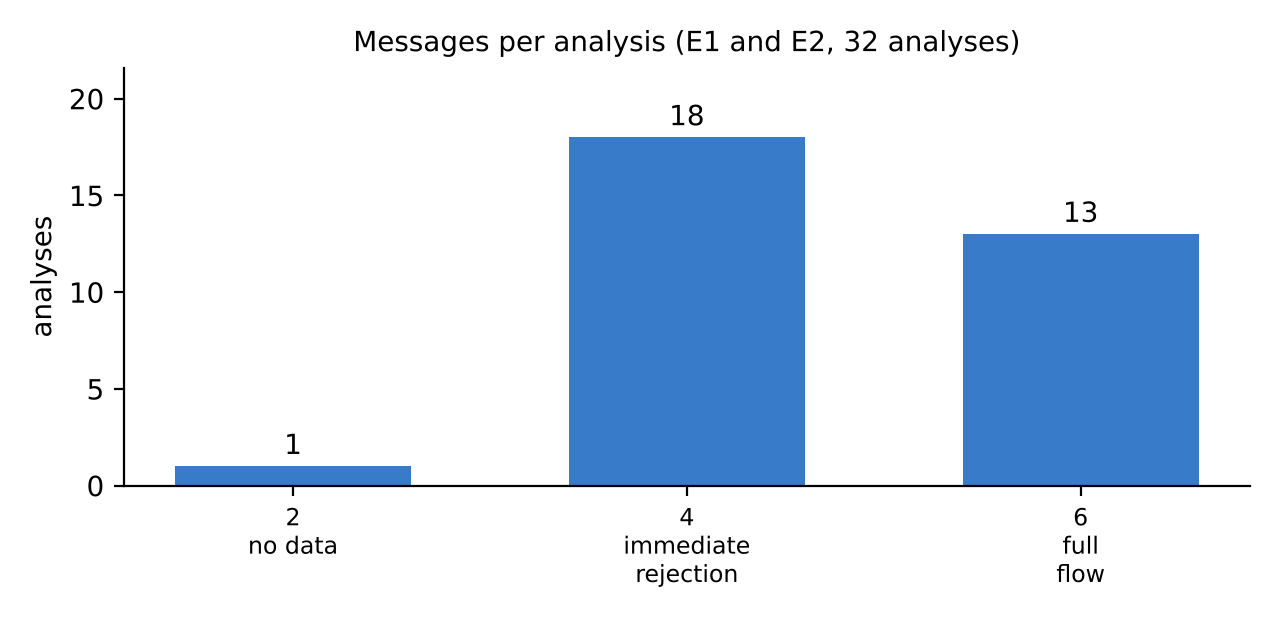 Messages per analysis (E1 and E2, 32 analyses)
analyses
20
15
10
5
0
1
18
13
2
no data
4
immediate
rejection
6
full
flow